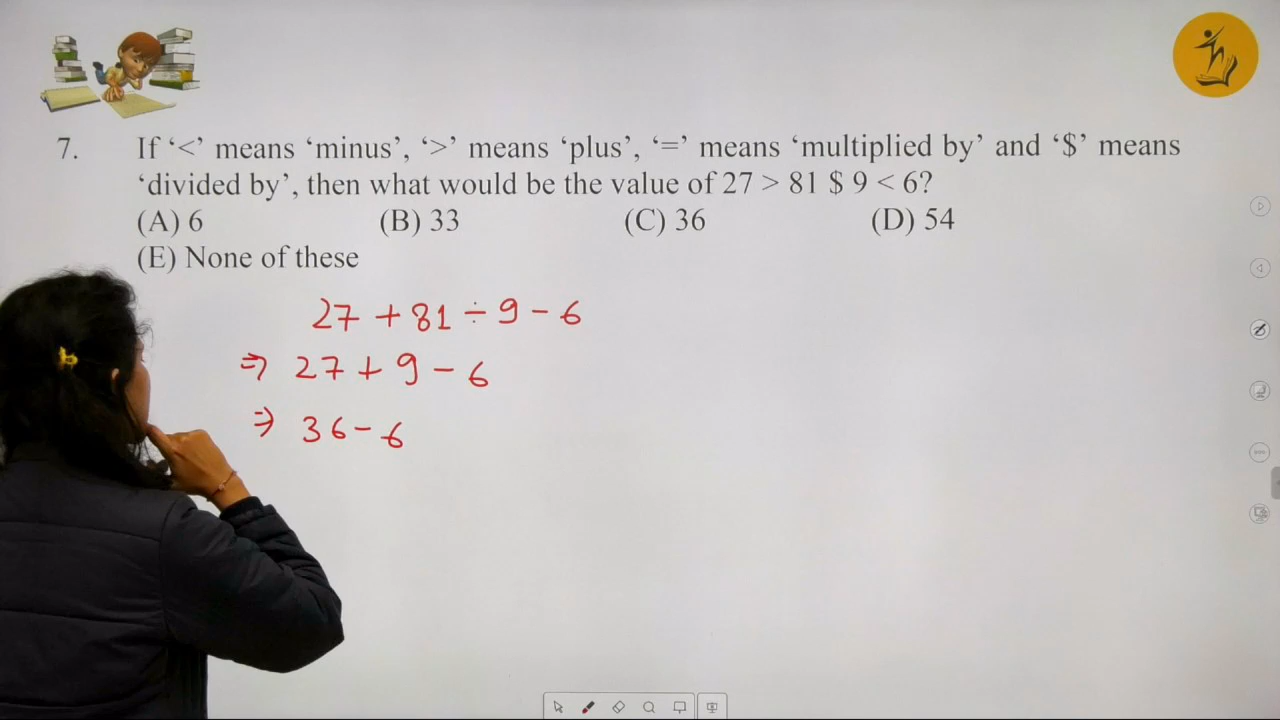 7. If ‘<’ means ‘minus’, ‘>’ means ‘plus’, ‘=’ means ‘multiplied by’ and ‘$’ means
‘divided by’, then what would be the value of 27 > 81 $ 9 < 6?
(A) 6 (B) 33 (C) 36 (D) 54
(E) None of these
27 + 81 ÷ 9 - 6
⇒ 27 + 9 - 6
⇒ 36 - 6